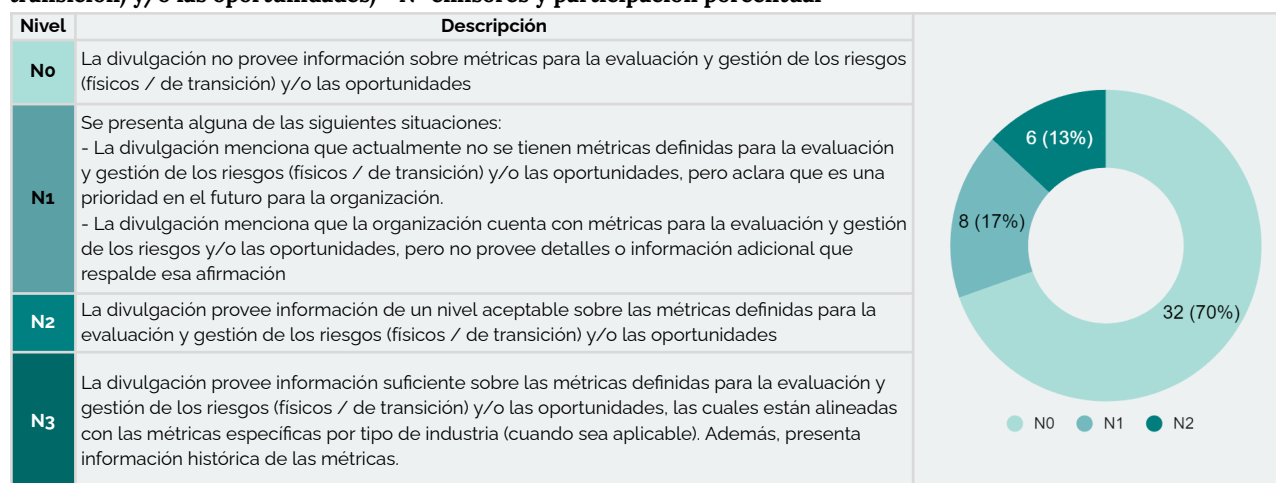 transición) y/o las oportunidades) - N° emisores y participación porcentual
Nivel
Descripción
N0
La divulgación no provee información sobre métricas para la evaluación y gestión de los riesgos
(físicos / de transición) y/o las oportunidades
N1
Se presenta alguna de las siguientes situaciones:
- La divulgación menciona que actualmente no se tienen métricas definidas para la evaluación
y gestión de los riesgos (físicos / de transición) y/o las oportunidades, pero aclara que es una
prioridad en el futuro para la organización.
- La divulgación menciona que la organización cuenta con métricas para la evaluación y gestión
de los riesgos y/o las oportunidades, pero no provee detalles o información adicional que
respalde esa afirmación
N2
La divulgación provee información de un nivel aceptable sobre las métricas definidas para la
evaluación y gestión de los riesgos (físicos / de transición) y/o las oportunidades
N3
La divulgación provee información suficiente sobre las métricas definidas para la evaluación y
gestión de los riesgos (físicos / de transición) y/o las oportunidades, las cuales están alineadas
con las métricas específicas por tipo de industria (cuando sea aplicable). Además, presenta
información histórica de las métricas.
6 (13%)
8 (17%)
32 (70%)
N0
N1
N2